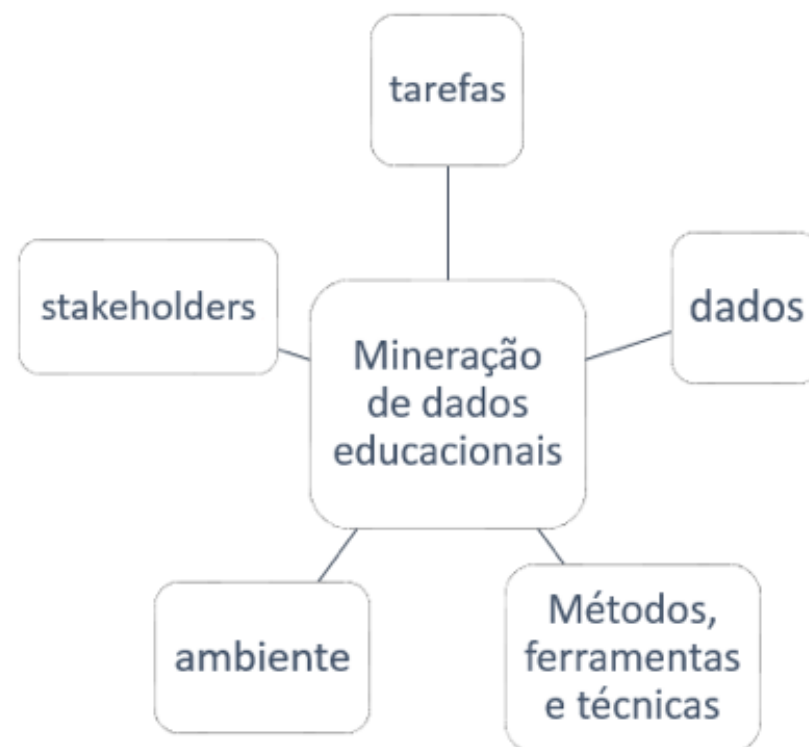 tarefas
stakeholders
dados
Mineração
de dados
educacionais
ambiente
Métodos,
ferramentas
e técnicas